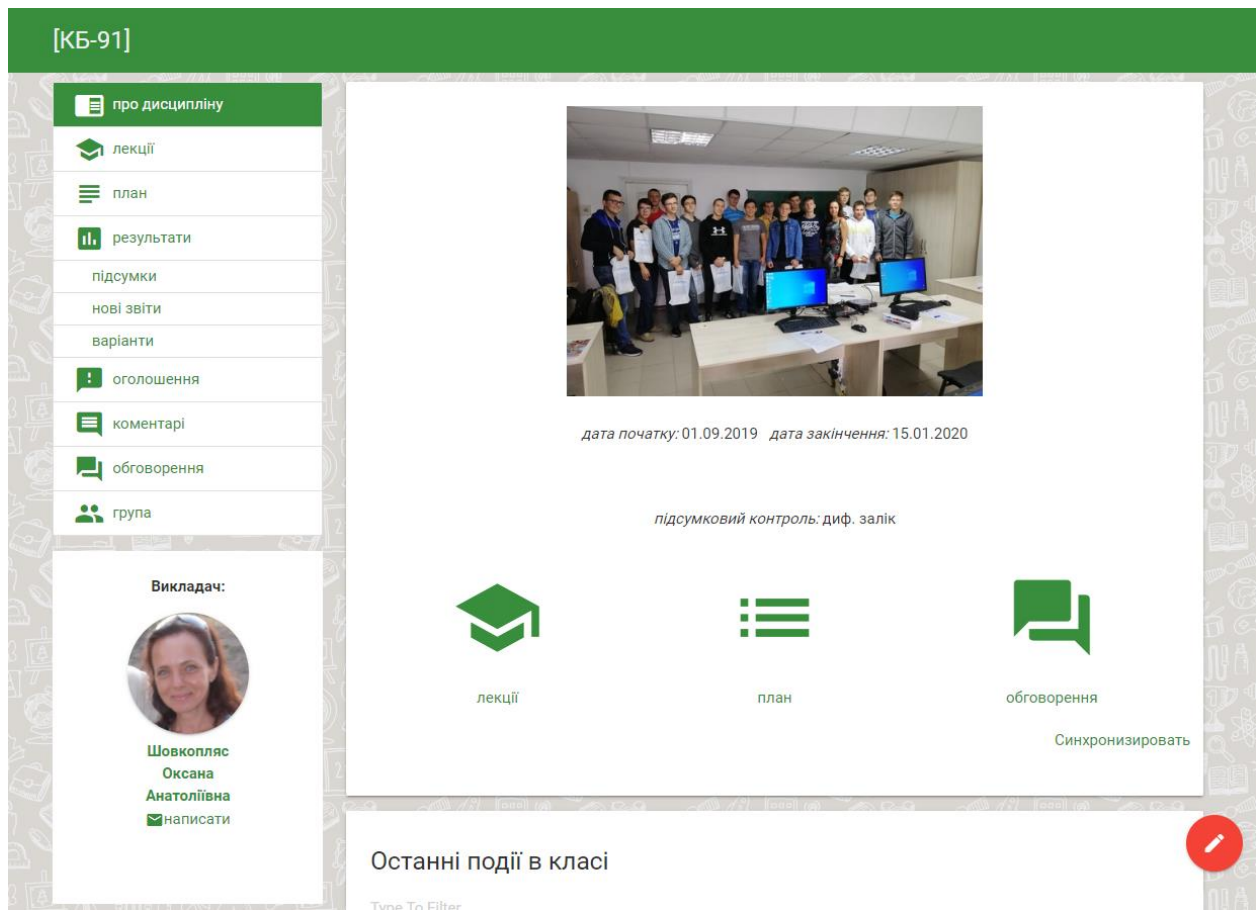 [КБ-91]
про дисципліну
лекції
план
результати
підсумки
нові звіти
варіанти
оголошення
коментарі
обговорення
група
Викладач:
Шовкопляс
Оксана
Анатоліївна
написати
дата початку: 01.09.2019 дата закінчення: 15.01.2020
підсумковий контроль: диф. залік
лекції
план
обговорення
Синхронизировать
Останні події в класі
Type To Filter